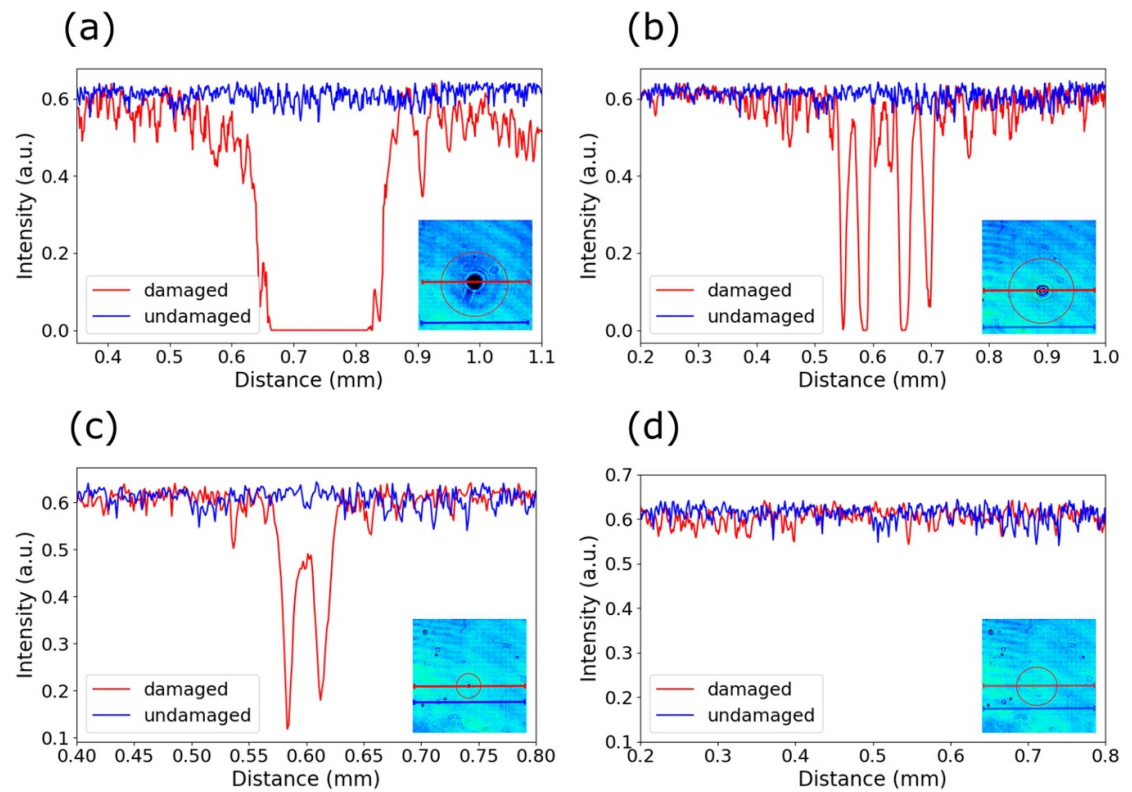 (a)
Intensity (a.u.)
0.6
0.4
0.2
0.0
damaged
undamaged
0.4 0.5 0.6 0.7 0.8 0.9 1.0 1.1
Distance (mm)
(b)
Intensity (a.u.)
0.6
0.4
0.2
0.0
damaged
undamaged
0.2 0.3 0.4 0.5 0.6 0.7 0.8 0.9 1.0
Distance (mm)
(c)
Intensity (a.u.)
0.6
0.5
0.4
0.3
0.2
0.1
damaged
undamaged
0.40 0.45 0.50 0.55 0.60 0.65 0.70 0.75 0.80
Distance (mm)
(d)
Intensity (a.u.)
0.7
0.6
0.5
0.4
0.3
0.2
0.1
damaged
undamaged
0.2 0.3 0.4 0.5 0.6 0.7 0.8
Distance (mm)